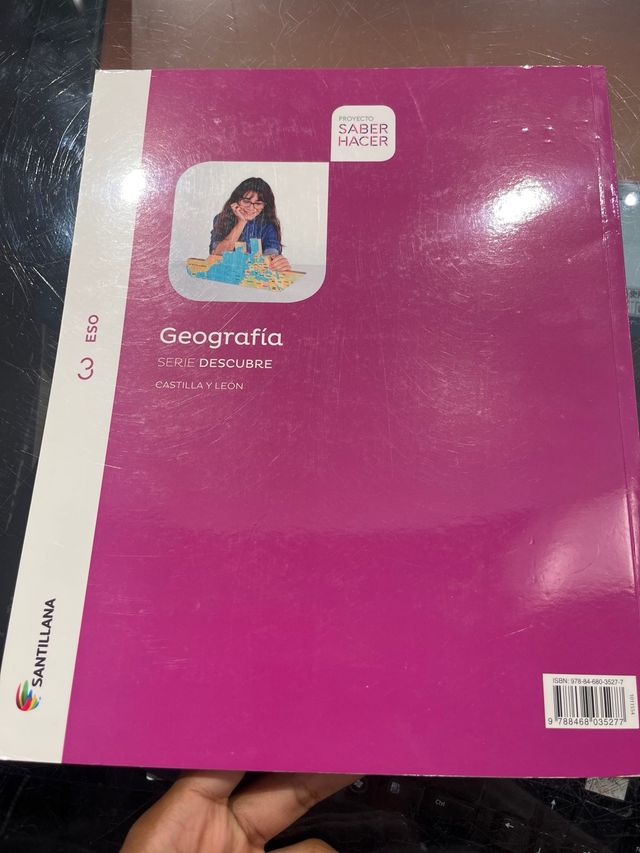 PROYECTO
SABER
HACER
Geografía
SERIE DESCUBRE
CASTILLA Y LEÓN
3 ESO
SANTILLANA
ISBN: 978-84-680-3527-7
9 788468 035277
Ctrl